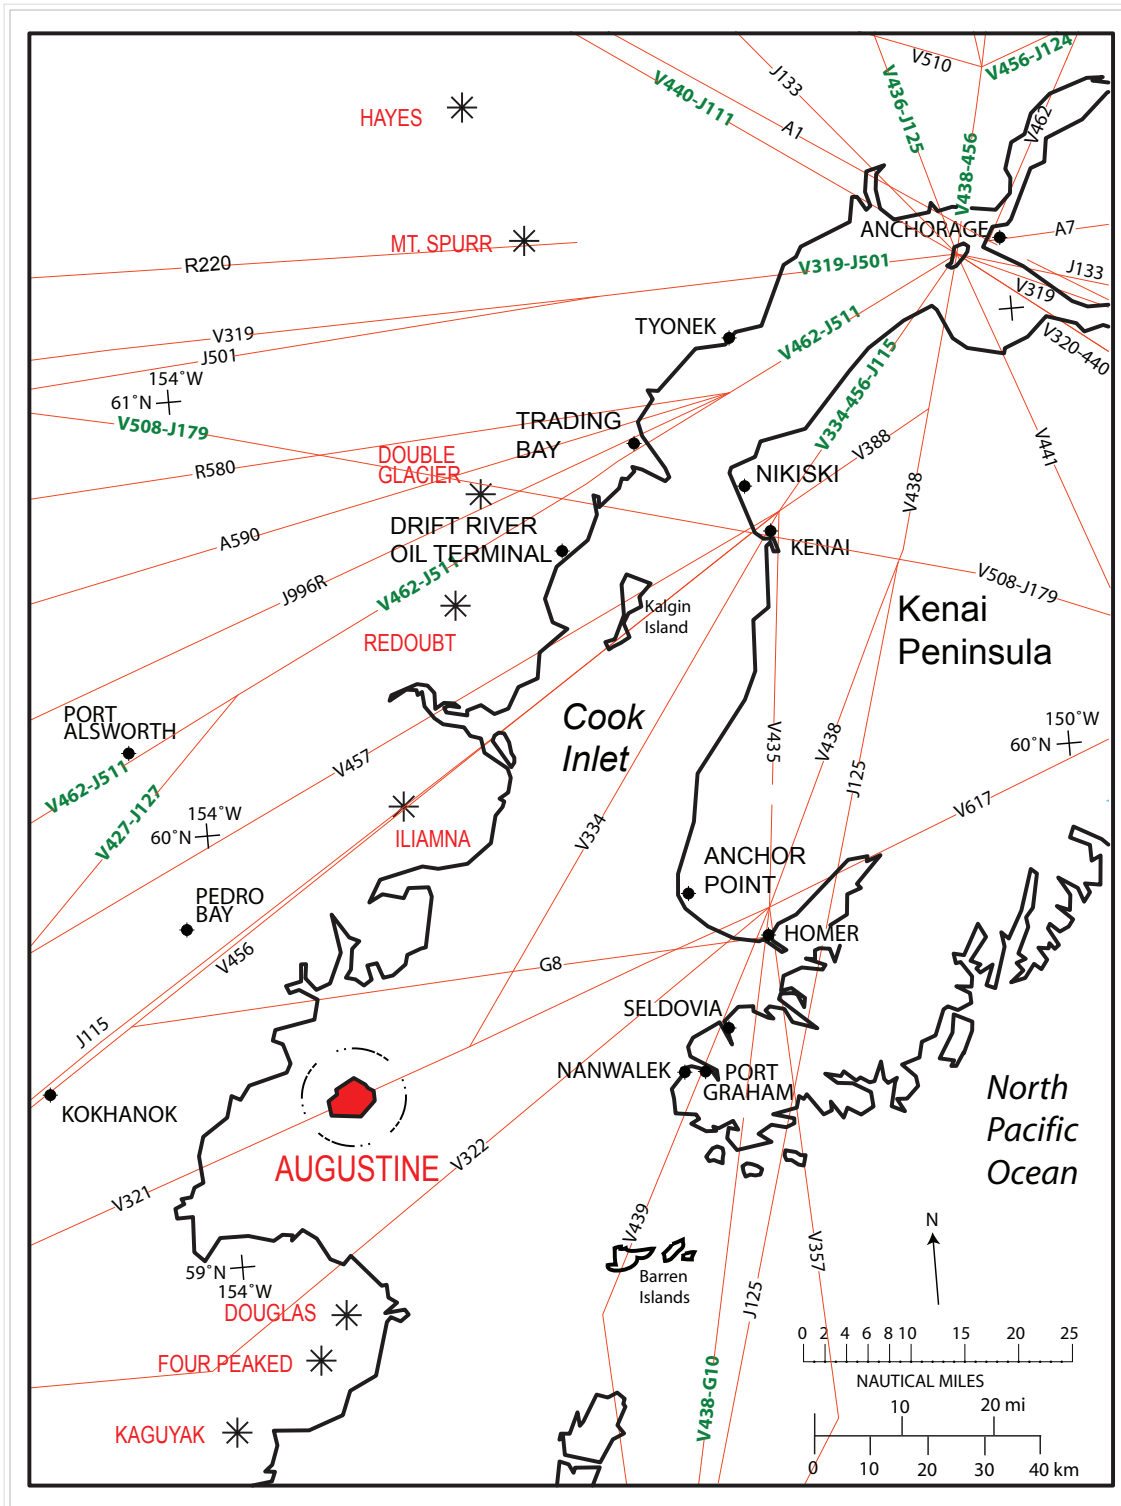 V510
V456-J124
J133
V440-J111
V436-J125
HAYES
A1
V462
V438-456
ANCHORAGE
A7
MT. SPURR
R220
V319-J501
J133
V319
V319
TYONEK
V462-J511
V320-440
J501
154°W
61°N
V334-456-J115
V508-J179
TRADING
BAY
V388
V441
DOUBLE
GLACIER
R580
NIKISKI
V438
DRIFT RIVER
OIL TERMINAL
A590
KENAI
V508-J179
J996R
V462-J511
Kalgin
Island
Kenai
Peninsula
REDOUBT
PORT
ALSWORTH
Cook
Inlet
150°W
60°N
V435
V438
V457
J125
V462-J511
V427-J127
154°W
60°N
V617
ILIAMNA
V334
ANCHOR
POINT
PEDRO
BAY
HOMER
V456
G8
SELDOVIA
J115
NANWALEK
PORT
GRAHAM
KOKHANOK
North
Pacific
Ocean
AUGUSTINE
V322
V321
V439
V357
N
59°N
154°W
Barren
Islands
DOUGLAS
J125
0 2 4 6 8 10 15 20 25
NAUTICAL MILES
FOUR PEAKED
V438-G10
10 20 mi
KAGUYAK
0 10 20 30 40 km